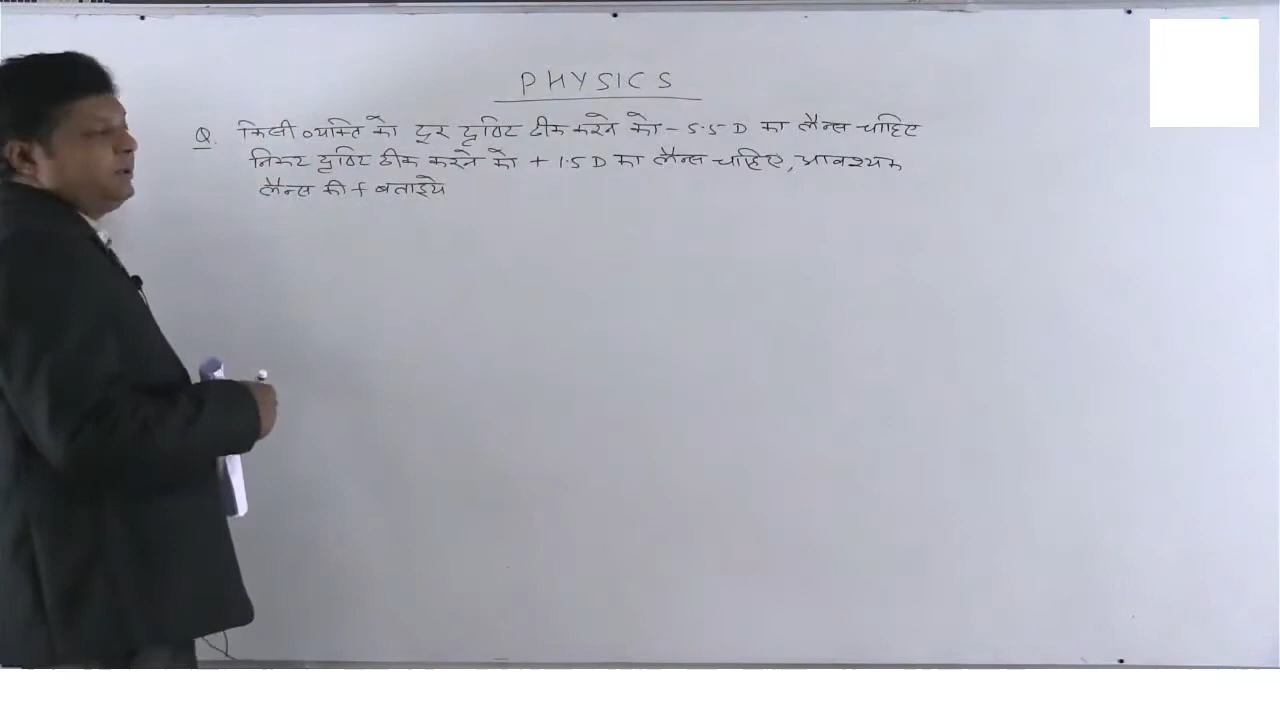 PHYSICS
Q. किसी व्यक्ति को दूर दृष्टि ठीक करने को - 5.5 D का लैन्स चाहिए
निकट दृष्टि ठीक करने को + 1.5 D का लैन्स चाहिए, आवश्यक
लैन्स की f बताइये